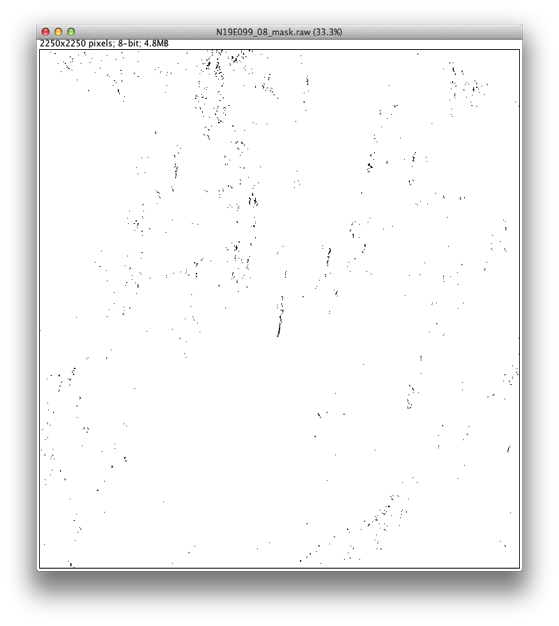 N19E099_08_mask.raw (33.3%)
2250x2250 pixels; 8-bit; 4.8MB